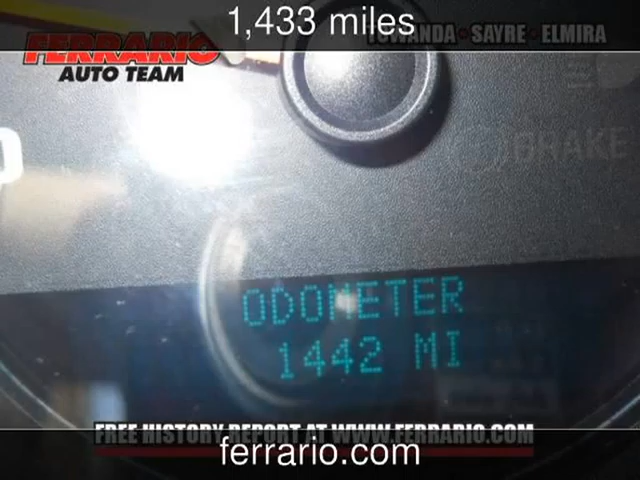 1,433 miles
FERRARIO
AUTO TEAM
TOWANDA • SAYRE • ELMIRA
BRAKE
ODOMETER
1442 MI
FREE HISTORY REPORT AT WWW.FERRARIO.COM
ferrario.com